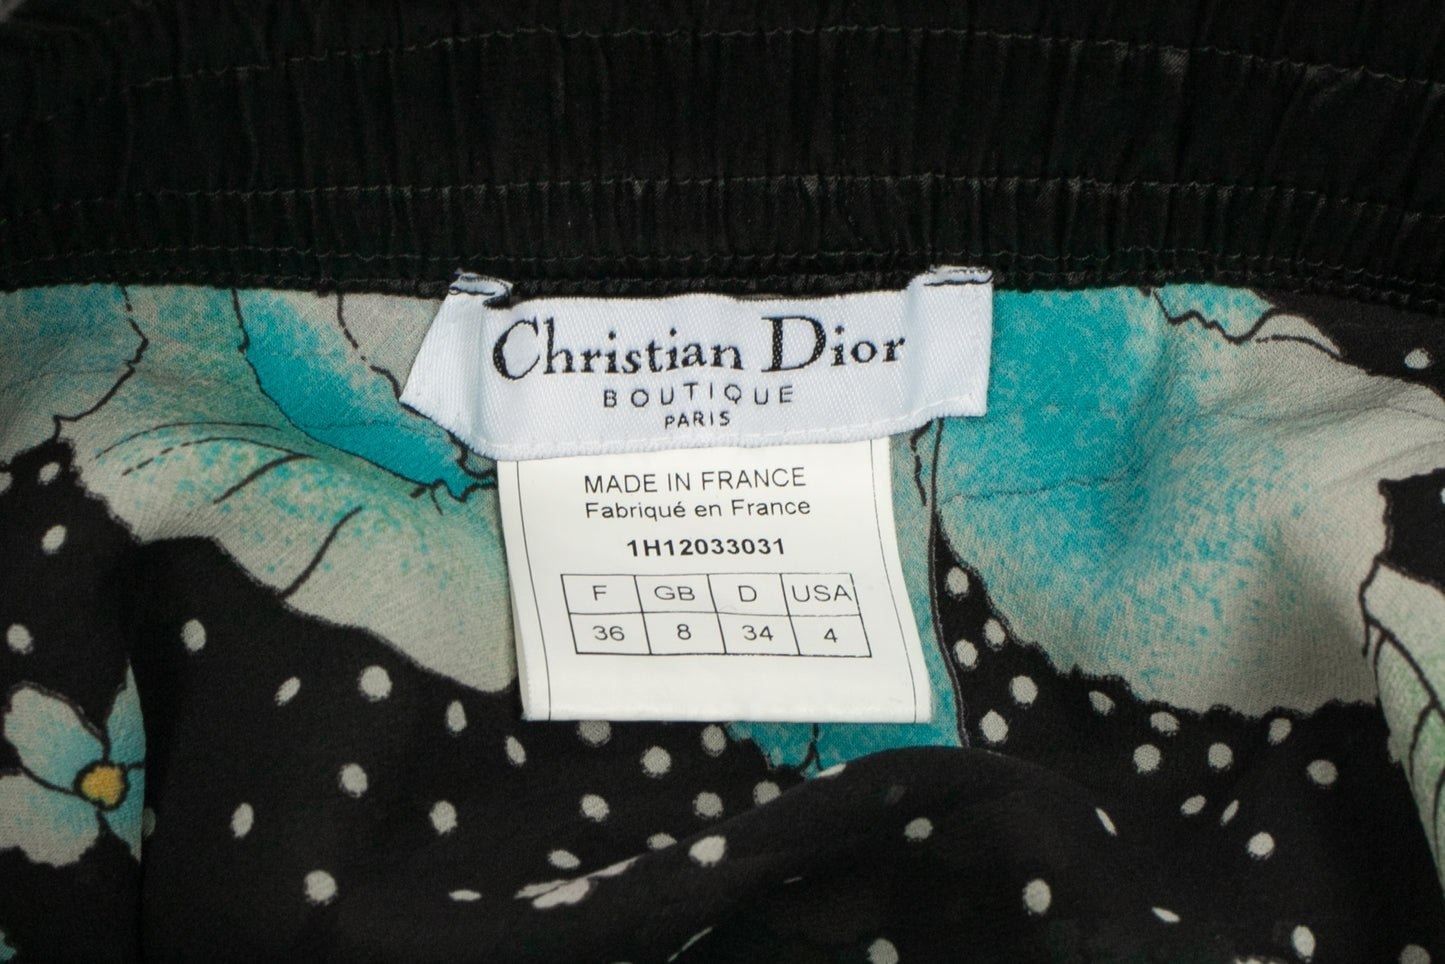 Christian Dior
BOUTIQUE
PARIS
MADE IN FRANCE
Fabriqué en France
1H12033031
F GB D USA
36 8 34 4